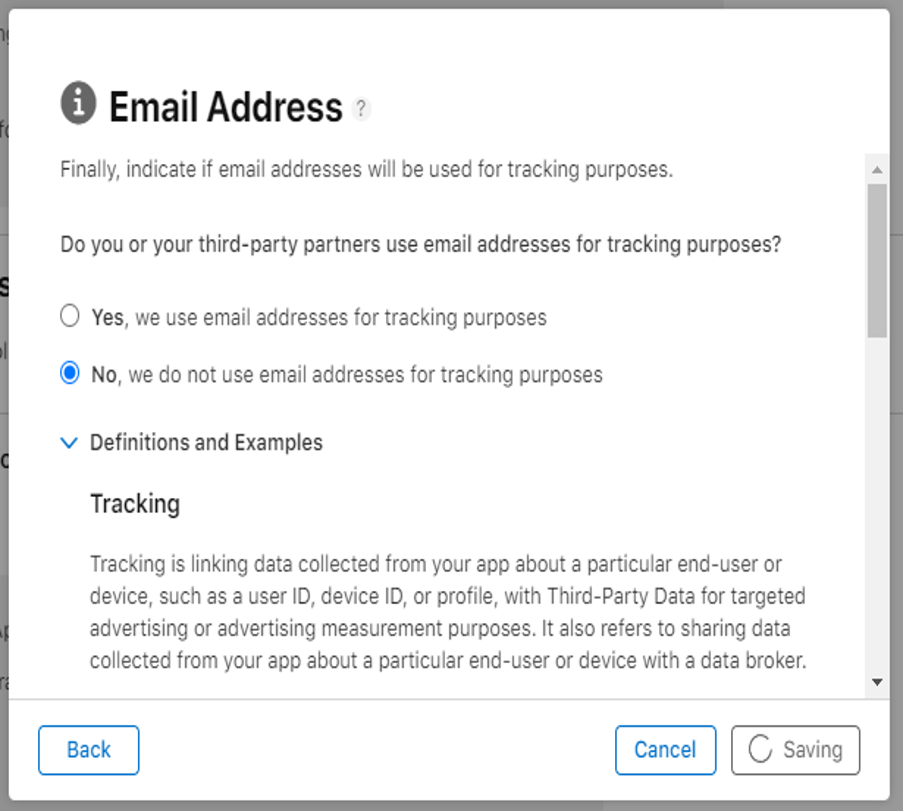 Email Address ?
Finally, indicate if email addresses will be used for tracking purposes.
Do you or your third-party partners use email addresses for tracking purposes?
Yes, we use email addresses for tracking purposes
No, we do not use email addresses for tracking purposes
Definitions and Examples
Tracking
Tracking is linking data collected from your app about a particular end-user or
device, such as a user ID, device ID, or profile, with Third-Party Data for targeted
advertising or advertising measurement purposes. It also refers to sharing data
collected from your app about a particular end-user or device with a data broker.
Back
Cancel
Saving